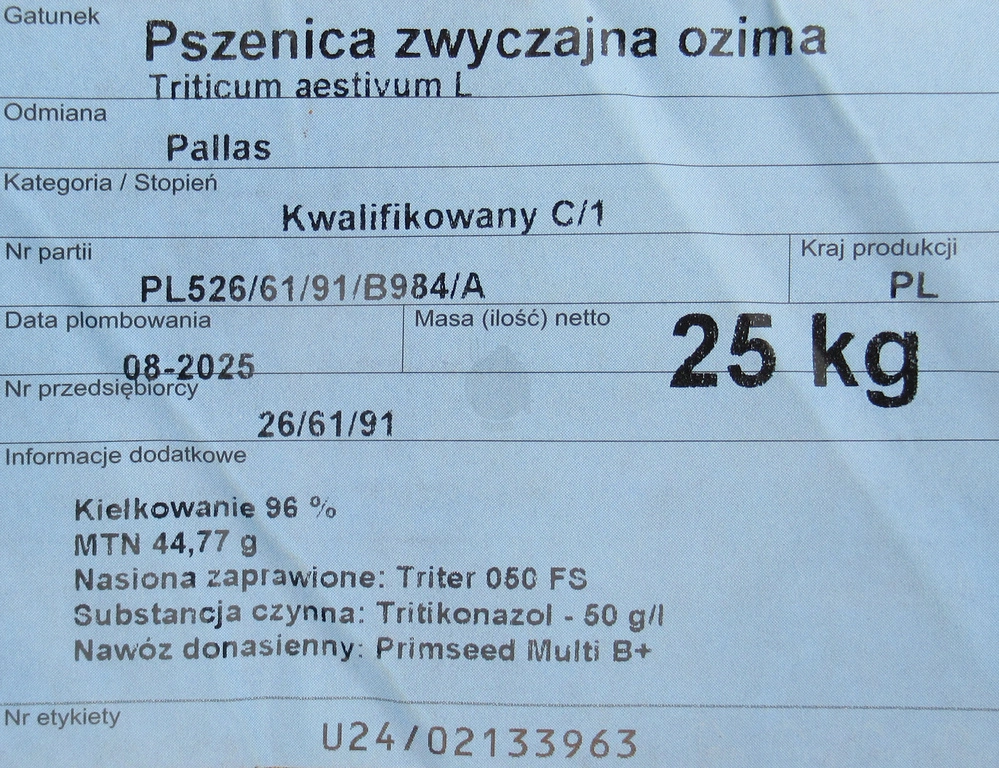 Gatunek
Pszenica zwyczajna ozima
Triticum aestivum L
Odmiana
Pallas
Kategoria / Stopień
Kwalifikowany C/1
Nr partii
PL526/61/91/B984/A
Kraj produkcji
PL
Data plombowania
08-2025
Masa (ilość) netto
25 kg
Nr przedsiębiorcy
26/61/91
Informacje dodatkowe
Kiełkowanie 96 %
MTN 44,77 g
Nasiona zaprawione: Triter 050 FS
Substancja czynna: Tritikonazol - 50 g/l
Nawóz donasienny: Primseed Multi B+
Nr etykiety
U24/02133963